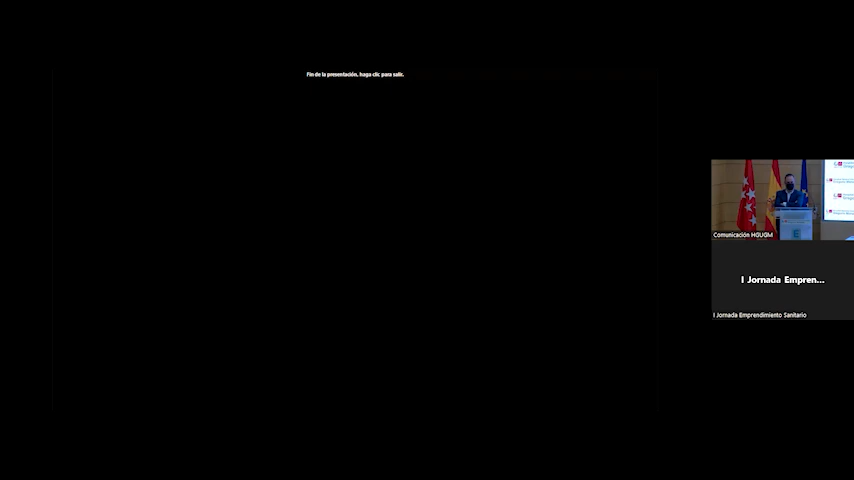 Fin de la presentación, haga clic para salir.
Comunicación HGUGM
I Jornada Empren...
I Jornada Emprendimiento Sanitario